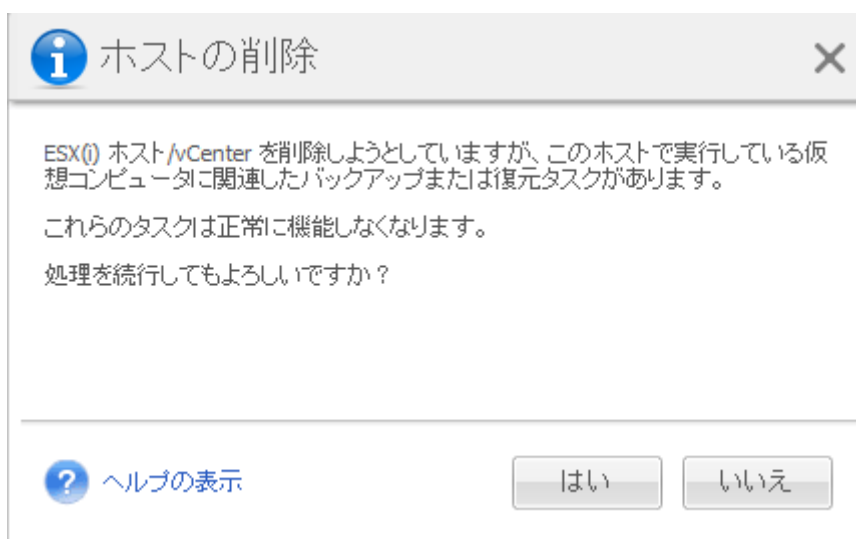 ホストの削除
ESX(i) ホスト/vCenter を削除しようとしていますが、このホストで実行している仮
想コンピュータに関連したバックアップまたは復元タスクがあります。
これらのタスクは正常に機能しなくなります。
処理を続行してもよろしいですか？
ヘルプの表示
はい
いいえ